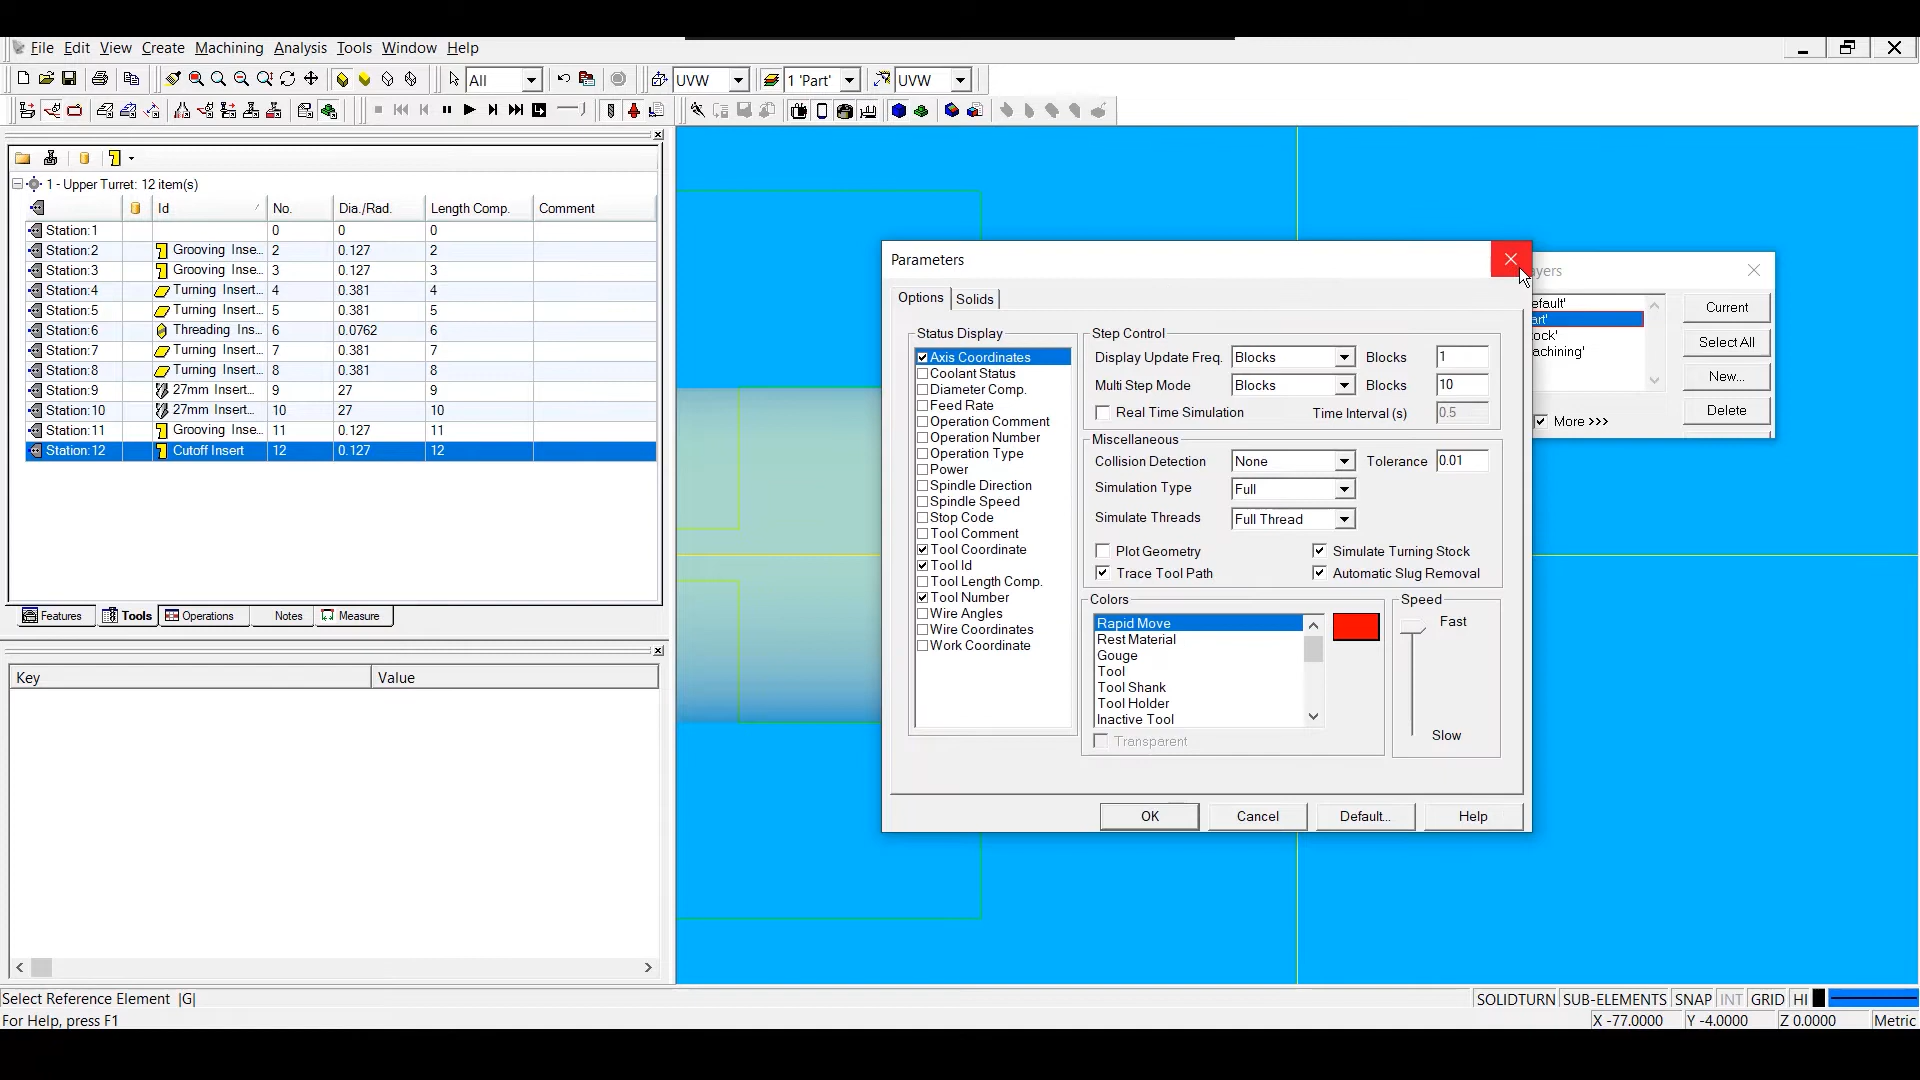 File Edit View Create Machining Analysis Tools Window Help
All UVW 1 'Part' UVW
1 - Upper Turret: 12 item(s)
Id No. Dia./Rad. Length Comp. Comment
Station:1 0 0 0
Station:2 Grooving Inse... 2 0.127 2
Station:3 Grooving Inse... 3 0.127 3
Station:4 Turning Insert... 4 0.381 4
Station:5 Turning Insert... 5 0.381 5
Station:6 Threading Ins... 6 0.0762 6
Station:7 Turning Insert... 7 0.381 7
Station:8 Turning Insert... 8 0.381 8
Station:9 27mm Insert... 9 27 9
Station:10 27mm Insert... 10 27 10
Station:11 Grooving Inse... 11 0.127 11
Station:12 Cutoff Insert 12 0.127 12
Features Tools Operations Notes Measure
Key Value
Parameters
Options Solids
Status Display
Axis Coordinates
Coolant Status
Diameter Comp.
Feed Rate
Operation Comment
Operation Number
Operation Type
Power
Spindle Direction
Spindle Speed
Stop Code
Tool Comment
Tool Coordinate
Tool Id
Tool Length Comp.
Tool Number
Wire Angles
Wire Coordinates
Work Coordinate
Step Control
Display Update Freq. Blocks Blocks 1
Multi Step Mode Blocks Blocks 10
Real Time Simulation Time Interval (s) 0.5
Miscellaneous
Collision Detection None Tolerance 0.01
Simulation Type Full
Simulate Threads Full Thread
Plot Geometry Simulate Turning Stock
Trace Tool Path Automatic Slug Removal
Colors
Rapid Move
Rest Material
Gouge
Tool
Tool Shank
Tool Holder
Inactive Tool
Transparent
Speed
Fast
Slow
OK Cancel Default... Help
ayers
efault'
art'
ock'
achining'
Current
Select All
New...
Delete
More >>>
Select Reference Element |G|
SOLIDTURN SUB-ELEMENTS SNAP INT GRID HI
For Help, press F1
X -77.0000 Y -4.0000 Z 0.0000 Metric